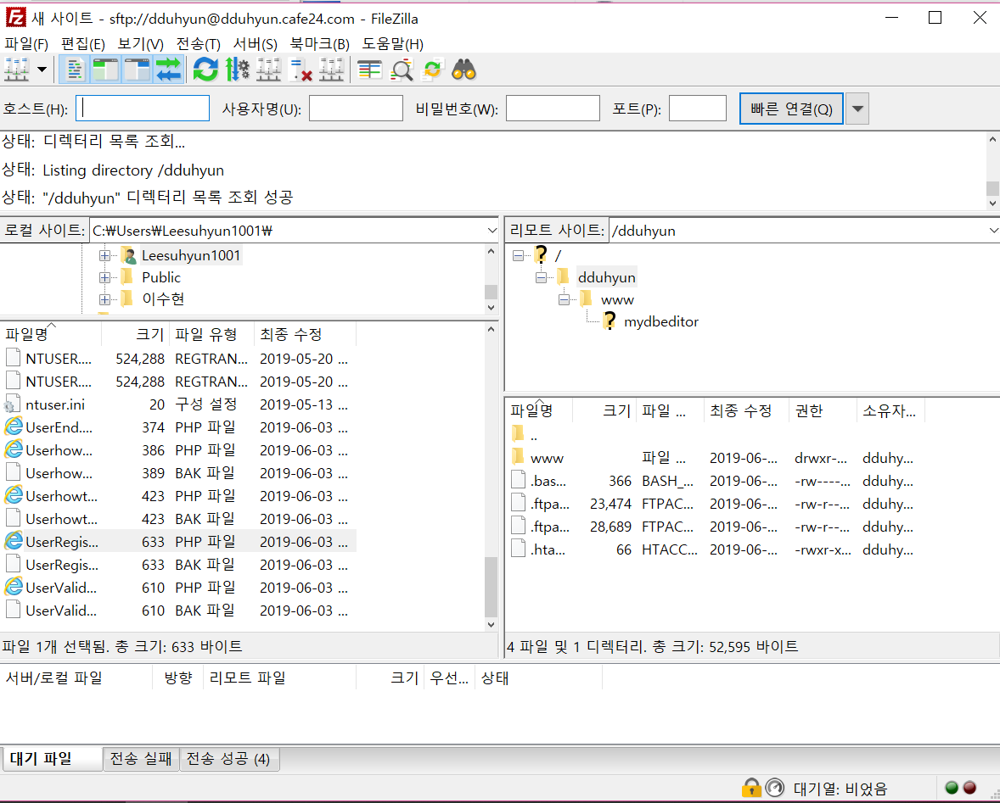 새 사이트 - sftp://dduhyun@dduhyun.cafe24.com - FileZilla
파일(F) 편집(E) 보기(V) 전송(T) 서버(S) 북마크(B) 도움말(H)
호스트(H): 사용자명(U): 비밀번호(W): 포트(P): 빠른 연결(Q)
상태: 디렉터리 목록 조회...
상태: Listing directory /dduhyun
상태: "/dduhyun" 디렉터리 목록 조회 성공
로컬 사이트: C:₩Users₩Leesuhyun1001₩
Leesuhyun1001
Public
이수현
파일명 크기 파일 유형 최종 수정
NTUSER.... 524,288 REGTRAN... 2019-05-20 ...
NTUSER.... 524,288 REGTRAN... 2019-05-20 ...
ntuser.ini 20 구성 설정 2019-05-13 ...
UserEnd.... 374 PHP 파일 2019-06-03 ...
Userhow... 386 PHP 파일 2019-06-03 ...
Userhow... 389 BAK 파일 2019-06-03 ...
Userhowt... 423 PHP 파일 2019-06-03 ...
Userhowt... 423 BAK 파일 2019-06-03 ...
UserRegis... 633 PHP 파일 2019-06-03 ...
UserRegis... 633 BAK 파일 2019-06-03 ...
UserValid... 610 PHP 파일 2019-06-03 ...
UserValid... 610 BAK 파일 2019-06-03 ...
파일 1개 선택됨. 총 크기: 633 바이트
리모트 사이트: /dduhyun
/
dduhyun
www
mydbeditor
파일명 크기 파일 ... 최종 수정 권한 소유자...
..
www 파일 ... 2019-06-... drwxr-... dduhy...
.bas... 366 BASH_... 2019-06-... -rw----... dduhy...
.ftpa... 23,474 FTPAC... 2019-06-... -rw-r--... dduhy...
.ftpa... 28,689 FTPAC... 2019-06-... -rw-r--... dduhy...
.hta... 66 HTACC... 2019-06-... -rwxr-x... dduhy...
4 파일 및 1 디렉터리. 총 크기: 52,595 바이트
서버/로컬 파일 방향 리모트 파일 크기 우선... 상태
대기 파일 전송 실패 전송 성공 (4)
대기열: 비었음